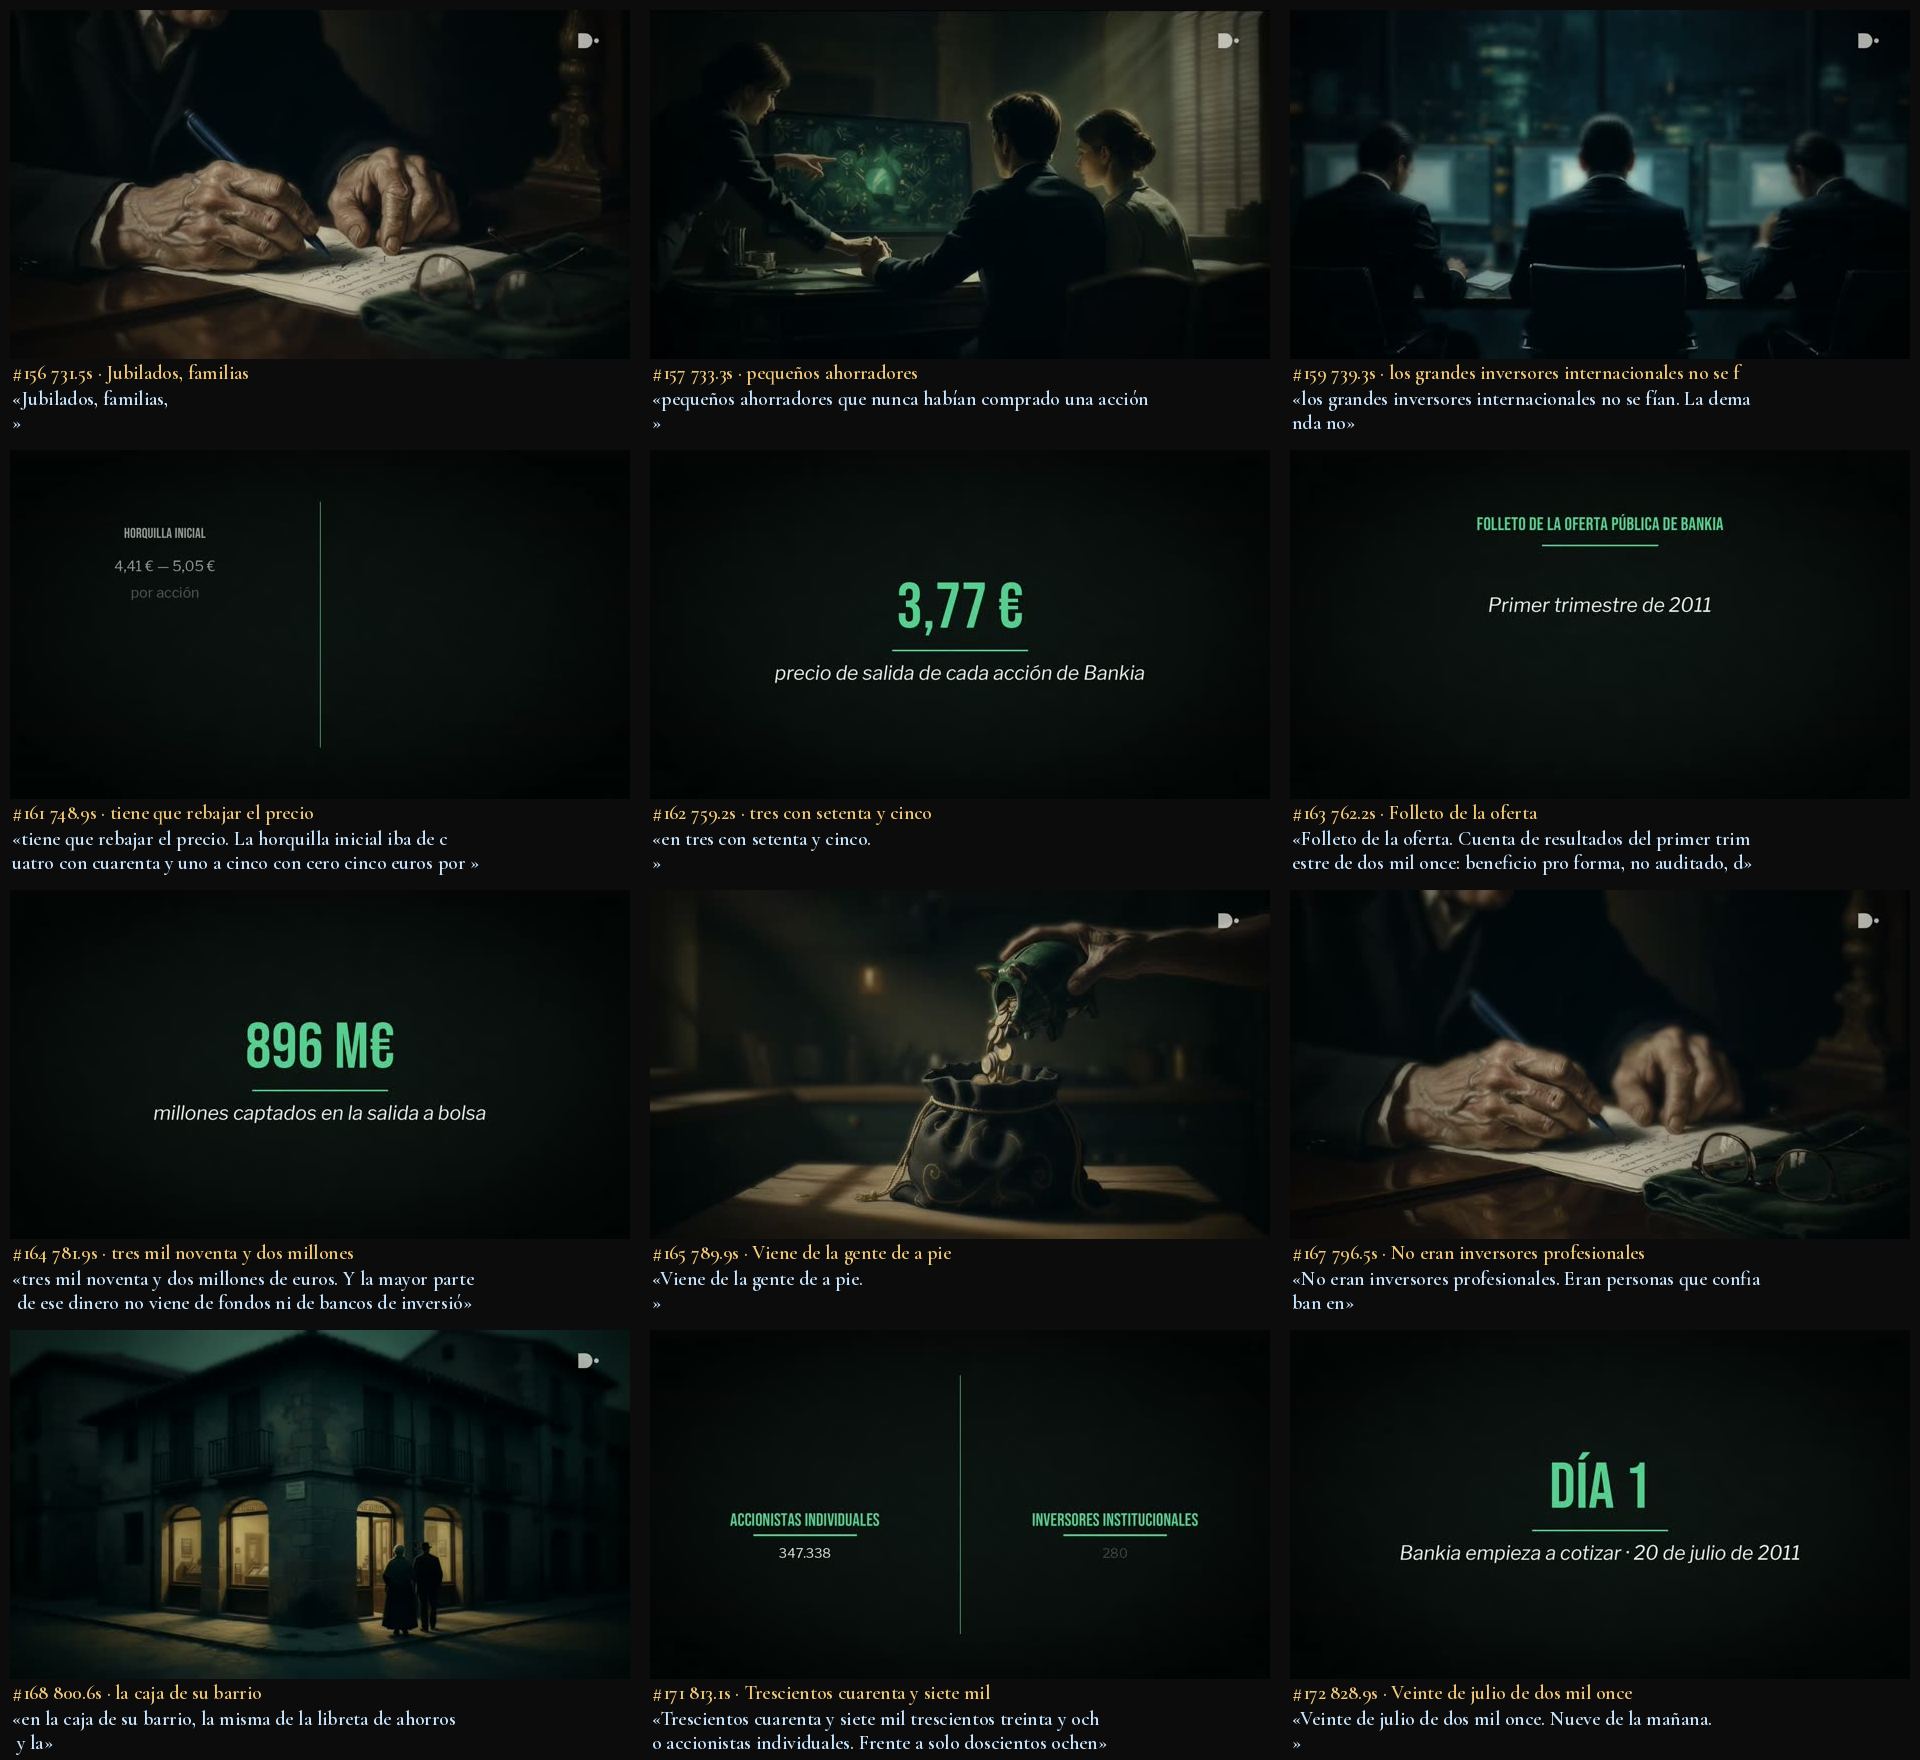 #156 731.5s · Jubilados, familias
«Jubilados, familias,
»
#157 733.3s · pequeños ahorradores
«pequeños ahorradores que nunca habían comprado una acción
»
#159 739.3s · los grandes inversores internacionales no se f
«los grandes inversores internacionales no se fían. La dema
nda no»
HORQUILLA INICIAL
4,41 € — 5,05 €
por acción
#161 748.9s · tiene que rebajar el precio
«tiene que rebajar el precio. La horquilla inicial iba de c
uatro con cuarenta y uno a cinco con cero cinco euros por »
3,77 €
precio de salida de cada acción de Bankia
#162 759.2s · tres con setenta y cinco
«en tres con setenta y cinco.
»
FOLLETO DE LA OFERTA PÚBLICA DE BANKIA
Primer trimestre de 2011
#163 762.2s · Folleto de la oferta
«Folleto de la oferta. Cuenta de resultados del primer trim
estre de dos mil once: beneficio pro forma, no auditado, d»
896 M€
millones captados en la salida a bolsa
#164 781.9s · tres mil noventa y dos millones
«tres mil noventa y dos millones de euros. Y la mayor parte
de ese dinero no viene de fondos ni de bancos de inversió»
#165 789.9s · Viene de la gente de a pie
«Viene de la gente de a pie.
»
#167 796.5s · No eran inversores profesionales
«No eran inversores profesionales. Eran personas que confia
ban en»
#168 800.6s · la caja de su barrio
«en la caja de su barrio, la misma de la libreta de ahorros
y la»
ACCIONISTAS INDIVIDUALES
347.338
INVERSORES INSTITUCIONALES
280
#171 813.1s · Trescientos cuarenta y siete mil
«Trescientos cuarenta y siete mil trescientos treinta y och
o accionistas individuales. Frente a solo doscientos ochen»
DÍA 1
Bankia empieza a cotizar · 20 de julio de 2011
#172 828.9s · Veinte de julio de dos mil once
«Veinte de julio de dos mil once. Nueve de la mañana.
»